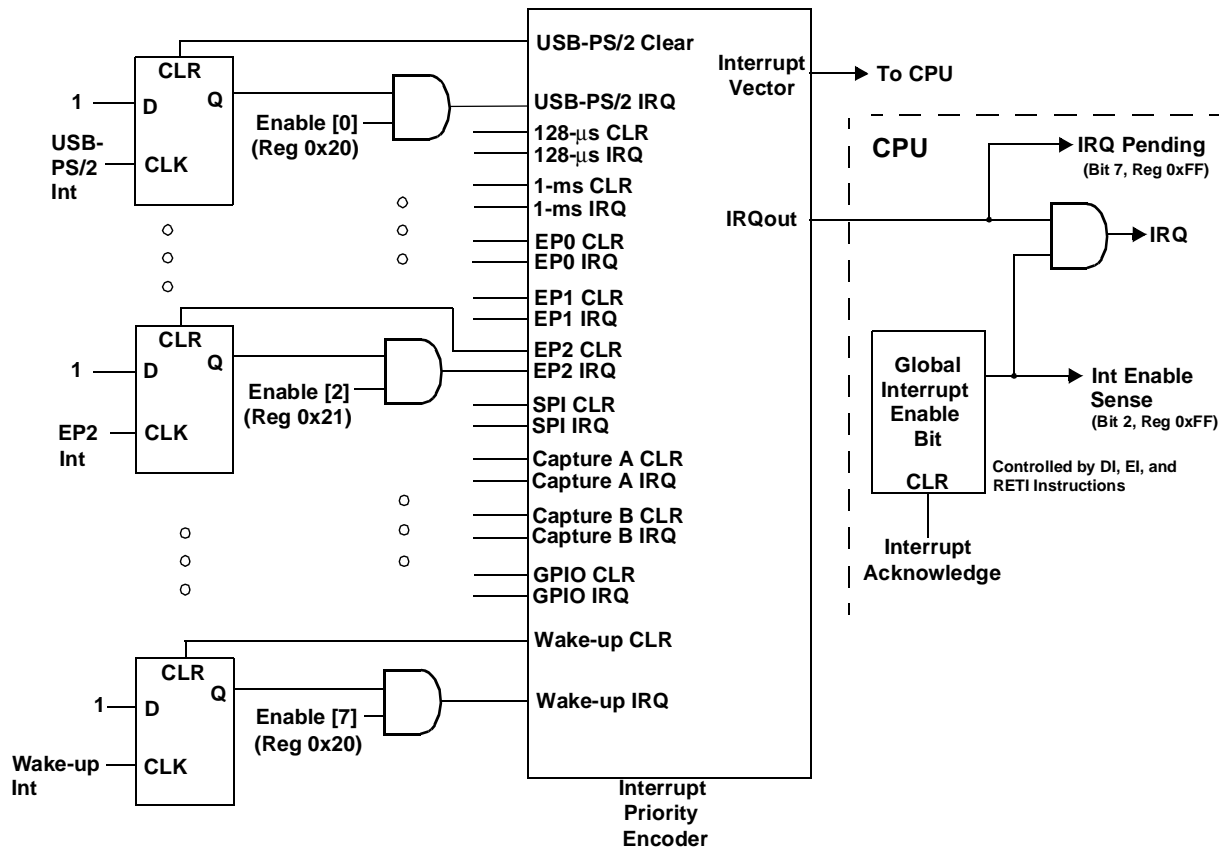 CLR
1
D
Q
USB-
PS/2
Int
CLK
Enable [0]
(Reg 0x20)
CLR
1
D
Q
EP2
Int
CLK
Enable [2]
(Reg 0x21)
CLR
1
D
Q
Wake-up
Int
CLK
Enable [7]
(Reg 0x20)
USB-PS/2 Clear
USB-PS/2 IRQ
128-μs CLR
128-μs IRQ
1-ms CLR
1-ms IRQ
EP0 CLR
EP0 IRQ
EP1 CLR
EP1 IRQ
EP2 CLR
EP2 IRQ
SPI CLR
SPI IRQ
Capture A CLR
Capture A IRQ
Capture B CLR
Capture B IRQ
GPIO CLR
GPIO IRQ
Wake-up CLR
Wake-up IRQ
Interrupt
Vector
IRQout
Interrupt
Priority
Encoder
To CPU
CPU
IRQ Pending
(Bit 7, Reg 0xFF)
IRQ
Global
Interrupt
Enable
Bit
CLR
Int Enable
Sense
(Bit 2, Reg 0xFF)
Controlled by DI, EI, and
RETI Instructions
Interrupt
Acknowledge